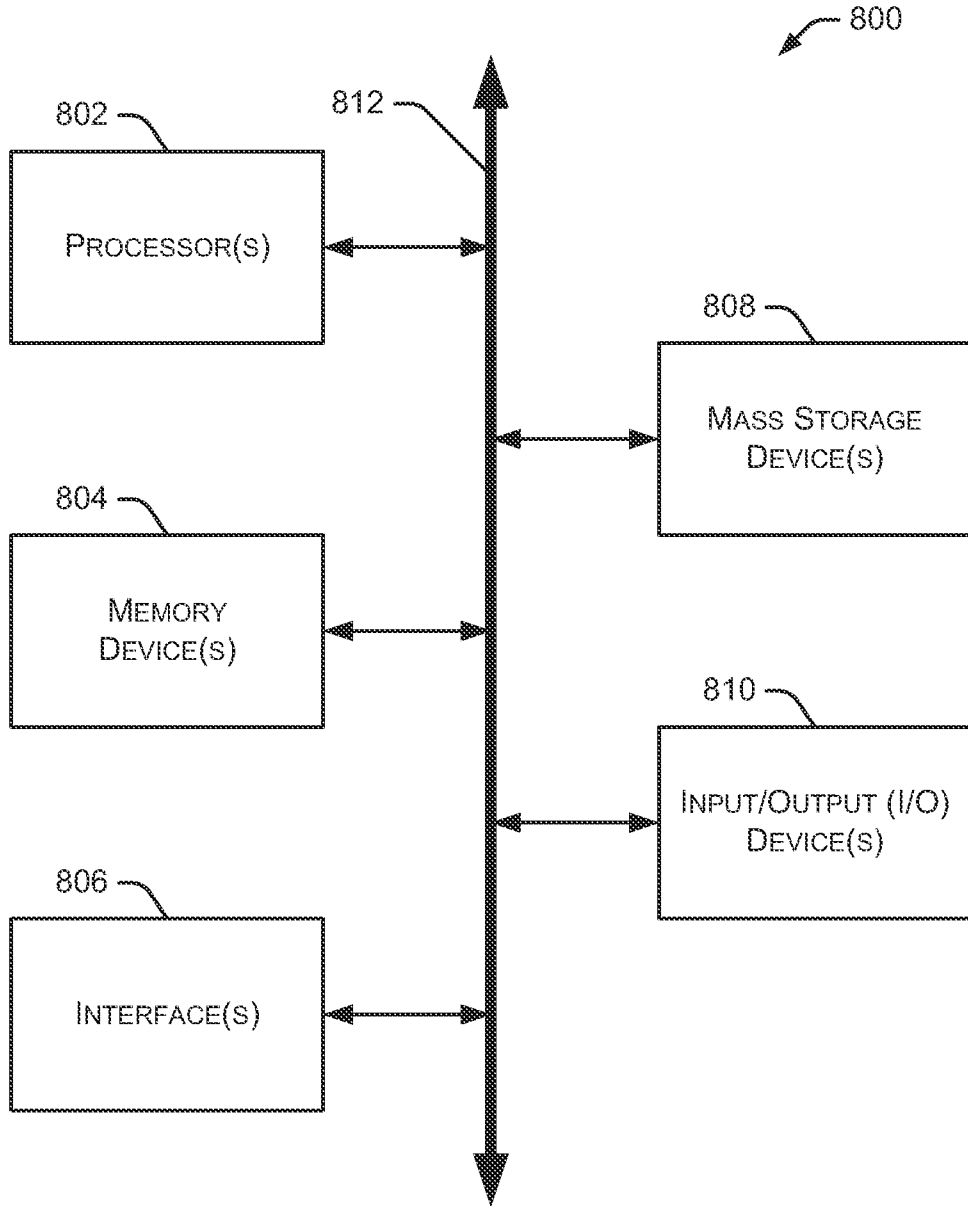 800
812
802
PROCESSOR(S)
808
MASS STORAGE
DEVICE(S)
804
MEMORY
DEVICE(S)
810
INPUT/OUTPUT (I/O)
DEVICE(S)
806
INTERFACE(S)